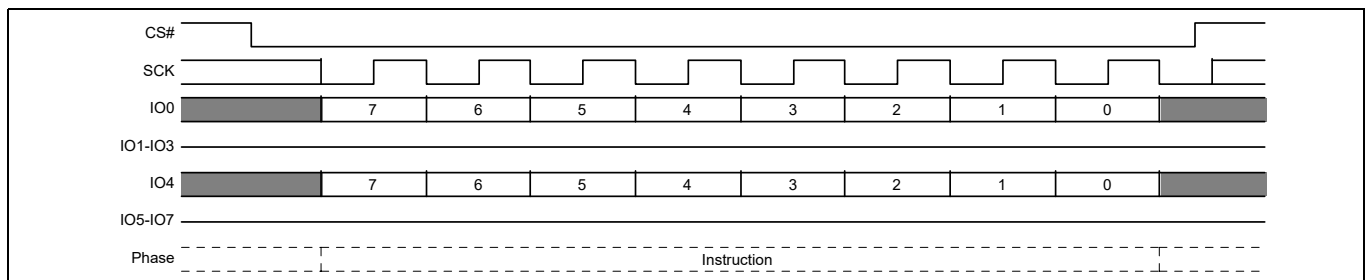 CS#
SCK
IO0 7 6 5 4 3 2 1 0
IO1-IO3
IO4 7 6 5 4 3 2 1 0
IO5-IO7
Phase Instruction